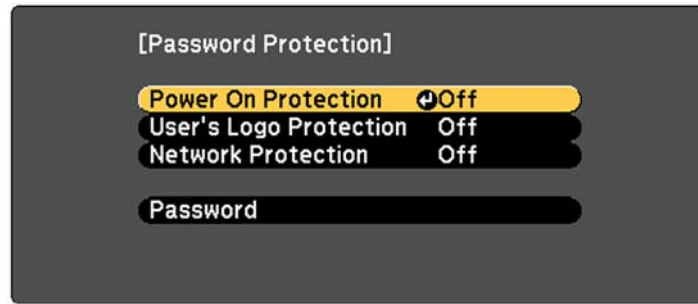 [Password Protection]
Power On Protection Off
User's Logo Protection Off
Network Protection Off
Password